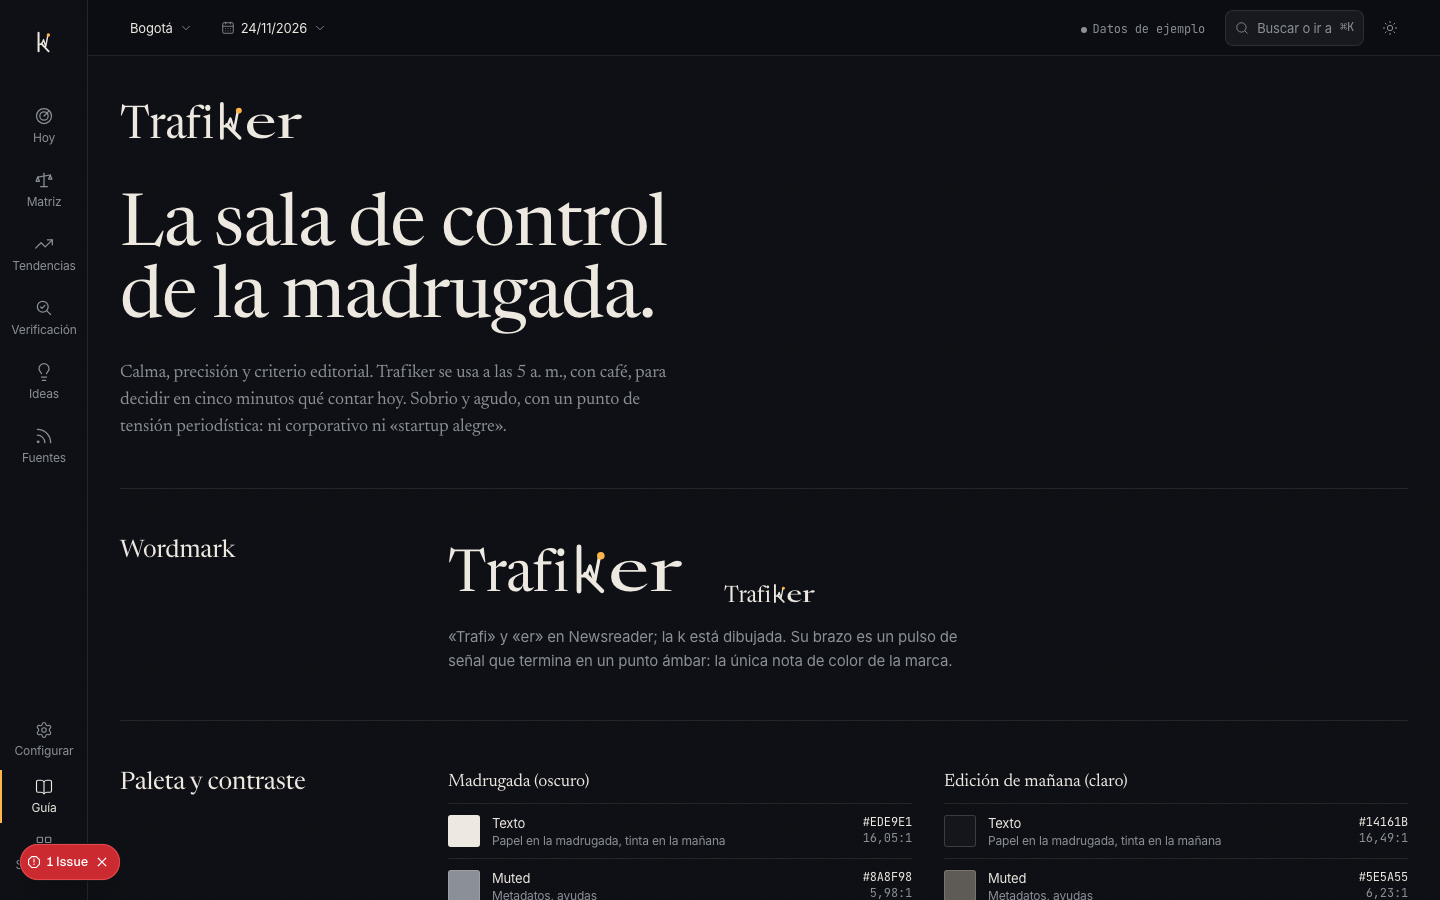 Bogotá
24/11/2026
Datos de ejemplo
Buscar o ir a ⌘K
Hoy
Matriz
Tendencias
Verificación
Ideas
Fuentes
Configurar
Guía
1 Issue
Trafiker
La sala de control
de la madrugada.
Calma, precisión y criterio editorial. Trafiker se usa a las 5 a. m., con café, para
decidir en cinco minutos qué contar hoy. Sobrio y agudo, con un punto de
tensión periodística: ni corporativo ni «startup alegre».
Wordmark
Trafiker
Trafiker
«Trafi» y «er» en Newsreader; la k está dibujada. Su brazo es un pulso de
señal que termina en un punto ámbar: la única nota de color de la marca.
Paleta y contraste
Madrugada (oscuro)
Texto
#EDE9E1
Papel en la madrugada, tinta en la mañana
16,05:1
Muted
#8A8F98
Metadatos, ayudas
5,98:1
Edición de mañana (claro)
Texto
#14161B
Papel en la madrugada, tinta en la mañana
16,49:1
Muted
#5E5A55
Metadatos, ayudas
6,23:1